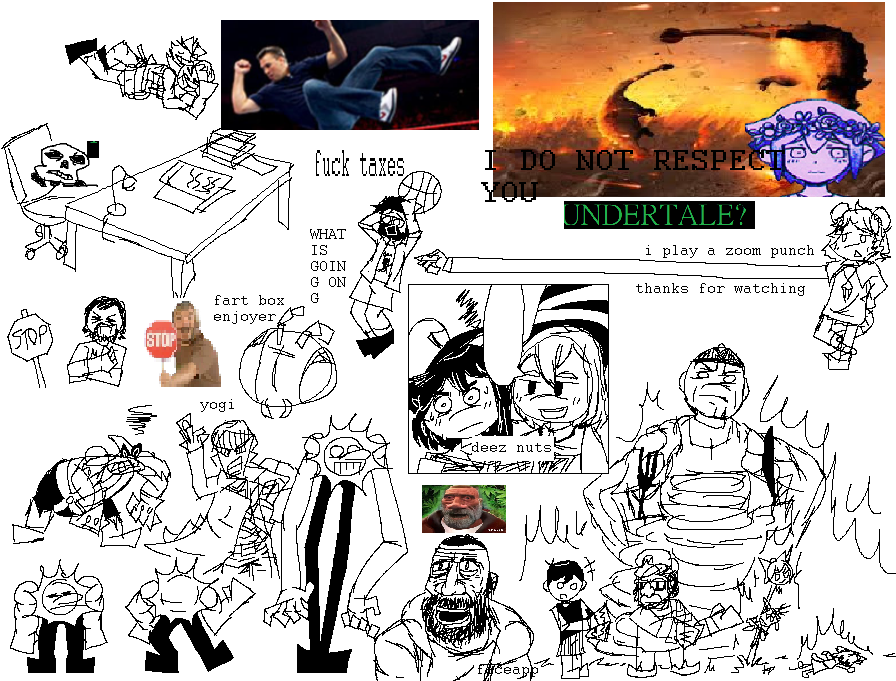 fuck taxes
I DO NOT RESPECT
YOU
UNDERTALE?
WHAT
IS
GOIN
G ON
G
i play a zoom punch
thanks for watching
STOP
STOP
fart box
enjoyer
yogi
deez nuts
faceapp